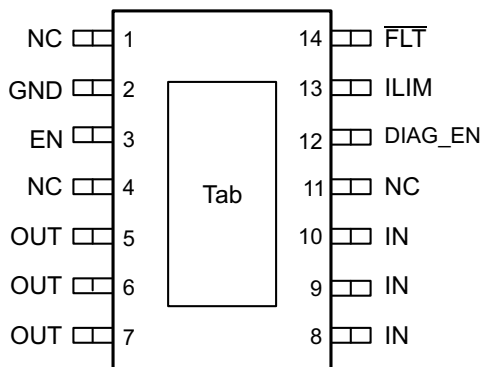 NC 1 14 FLT
GND 2 13 ILIM
EN 3 12 DIAG_EN
NC 4 Tab 11 NC
OUT 5 10 IN
OUT 6 9 IN
OUT 7 8 IN